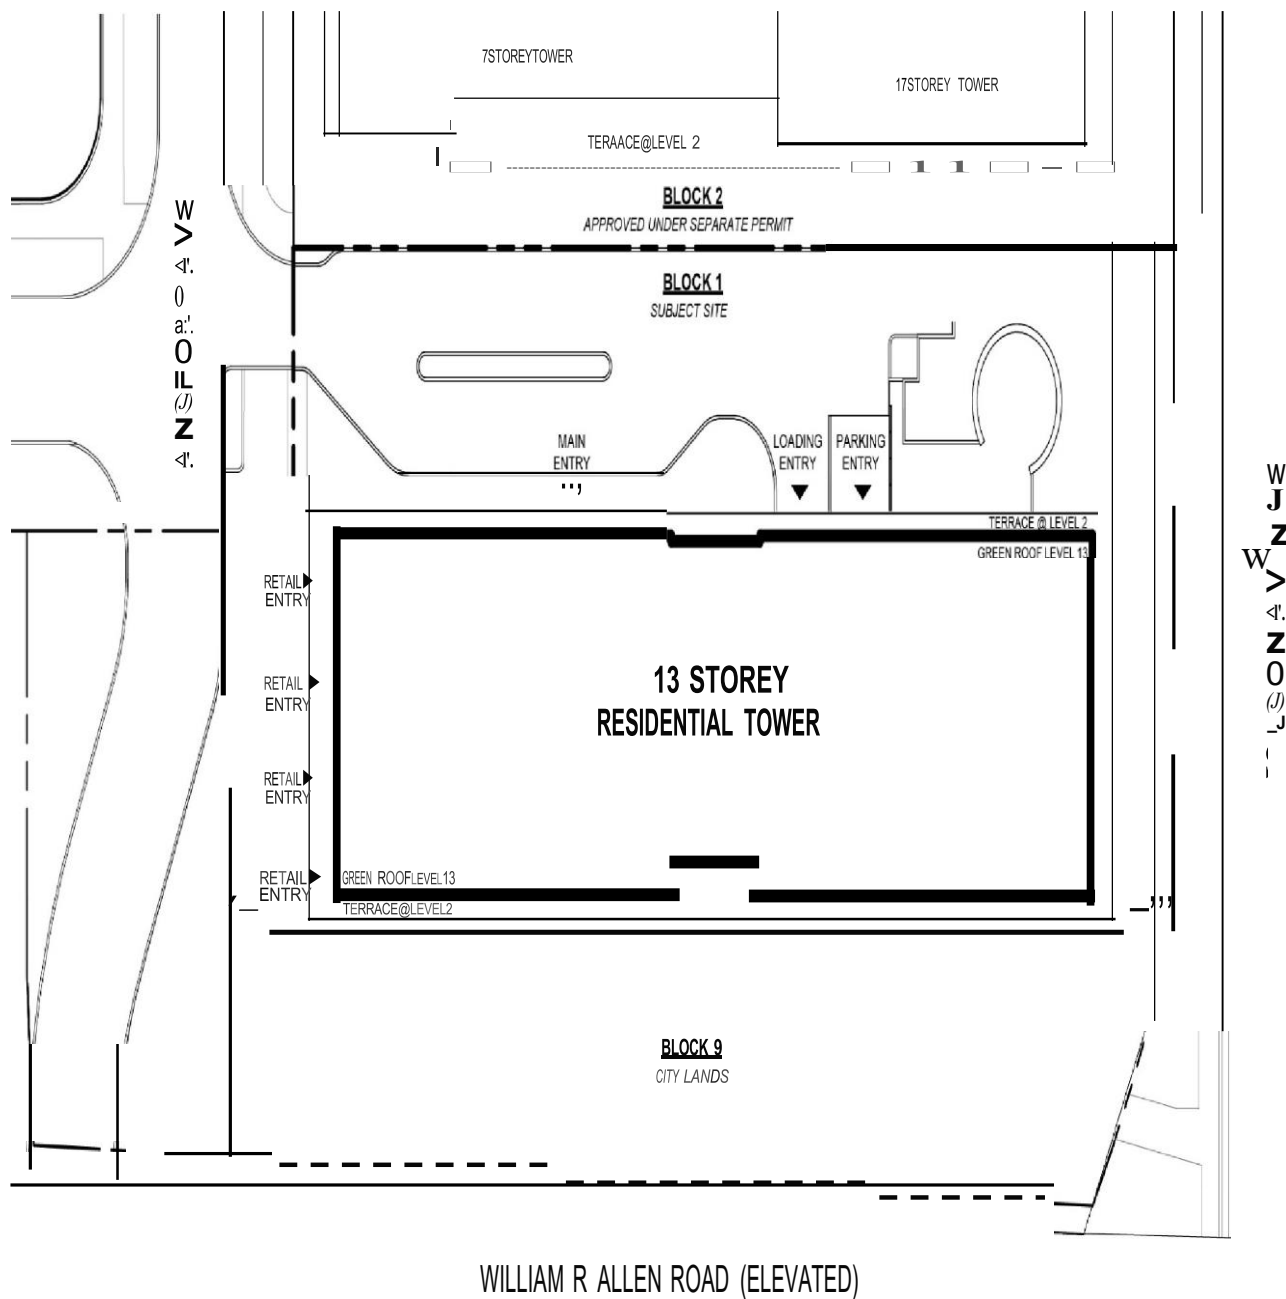 7STOREYTOWER
17STOREY TOWER
TERAACE@LEVEL 2
BLOCK 2
APPROVED UNDER SEPARATE PERMIT
BLOCK 1
SUBJECT SITE
MAIN
ENTRY
LOADING
ENTRY
PARKING
ENTRY
TERRACE @ LEVEL 2
GREEN ROOF LEVEL 13
RETAIL
ENTRY
RETAIL
ENTRY
RETAIL
ENTRY
RETAIL
ENTRY
13 STOREY
RESIDENTIAL TOWER
GREEN ROOFLEVEL13
TERRACE@LEVEL2
BLOCK 9
CITY LANDS
WILLIAM R ALLEN ROAD (ELEVATED)